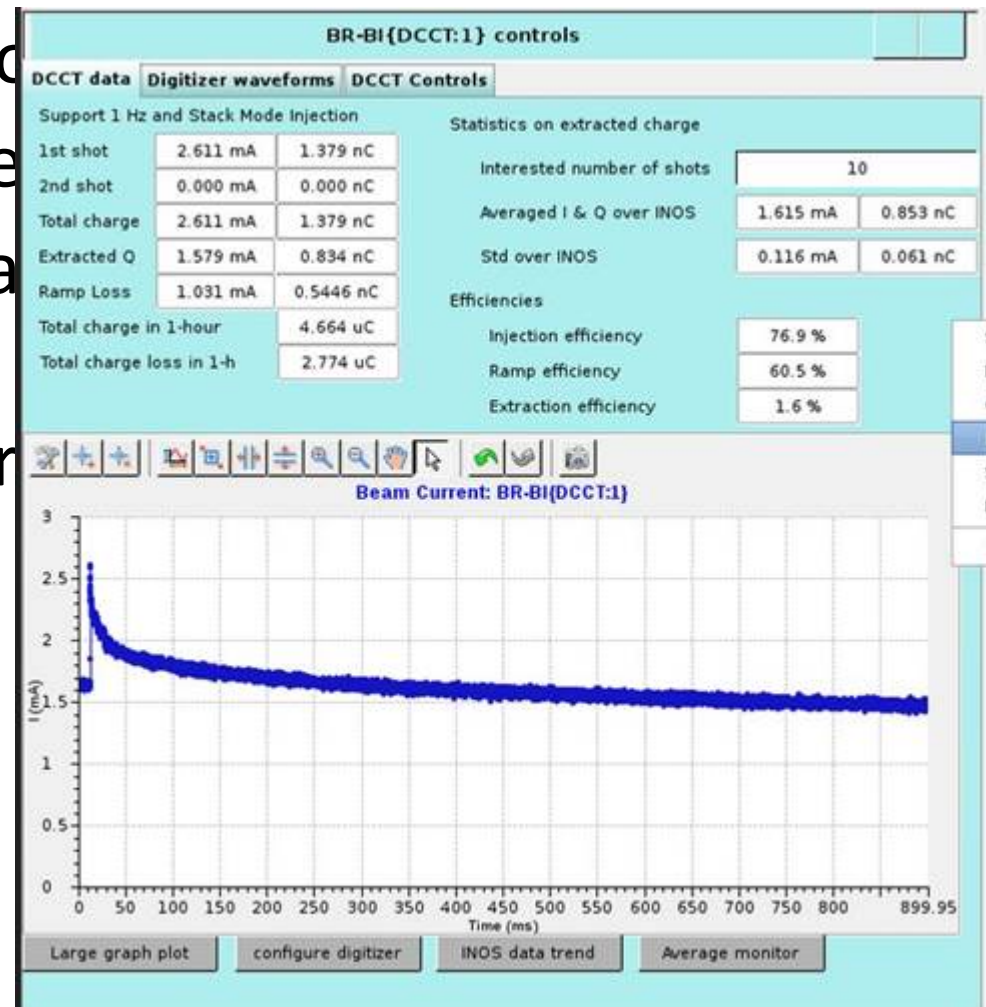 BR-BI{DCCT:1} controls
DCCT data Digitizer waveforms DCCT Controls
Support 1 Hz and Stack Mode Injection
1st shot 2.611 mA 1.379 nC
2nd shot 0.000 mA 0.000 nC
Total charge 2.611 mA 1.379 nC
Extracted Q 1.579 mA 0.834 nC
Ramp Loss 1.031 mA 0.5446 nC
Total charge in 1-hour 4.664 uC
Total charge loss in 1-h 2.774 uC
Statistics on extracted charge
Interested number of shots 10
Averaged I & Q over INOS 1.615 mA 0.853 nC
Std over INOS 0.116 mA 0.061 nC
Efficiencies
Injection efficiency 76.9 %
Ramp efficiency 60.5 %
Extraction efficiency 1.6 %
Beam Current: BR-BI{DCCT:1}
3
2.5
2
1.5
1
0.5
0
I (mA)
0 50 100 150 200 250 300 350 400 450 500 550 600 650 700 750 800 899.95
Time (ms)
Large graph plot configure digitizer INOS data trend Average monitor